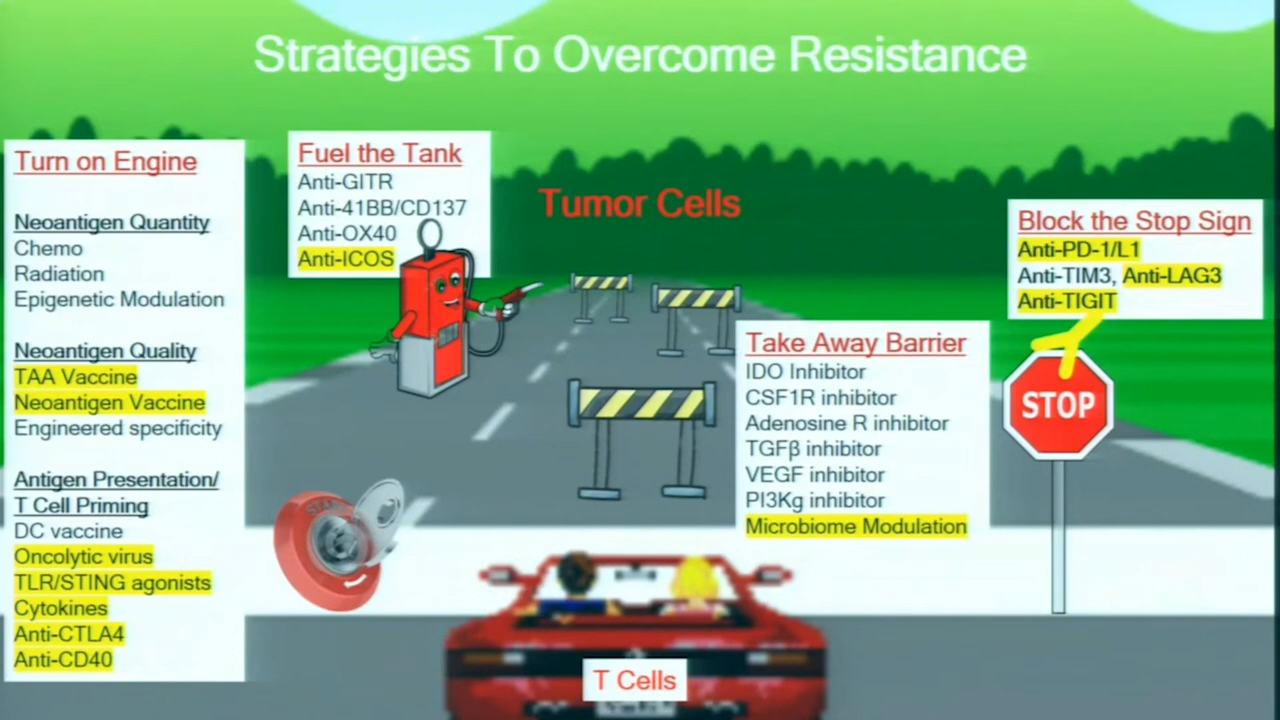 Strategies To Overcome Resistance
Turn on Engine
Neoantigen Quantity
Chemo
Radiation
Epigenetic Modulation
Neoantigen Quality
TAA Vaccine
Neoantigen Vaccine
Engineered specificity
Antigen Presentation/
T Cell Priming
DC vaccine
Oncolytic virus
TLR/STING agonists
Cytokines
Anti-CTLA4
Anti-CD40
Fuel the Tank
Anti-GITR
Anti-41BB/CD137
Anti-OX40
Anti-ICOS
Tumor Cells
Take Away Barrier
IDO Inhibitor
CSF1R inhibitor
Adenosine R inhibitor
TGFβ inhibitor
VEGF inhibitor
PI3Kg inhibitor
Microbiome Modulation
Block the Stop Sign
Anti-PD-1/L1
Anti-TIM3, Anti-LAG3
Anti-TIGIT
STOP
T Cells